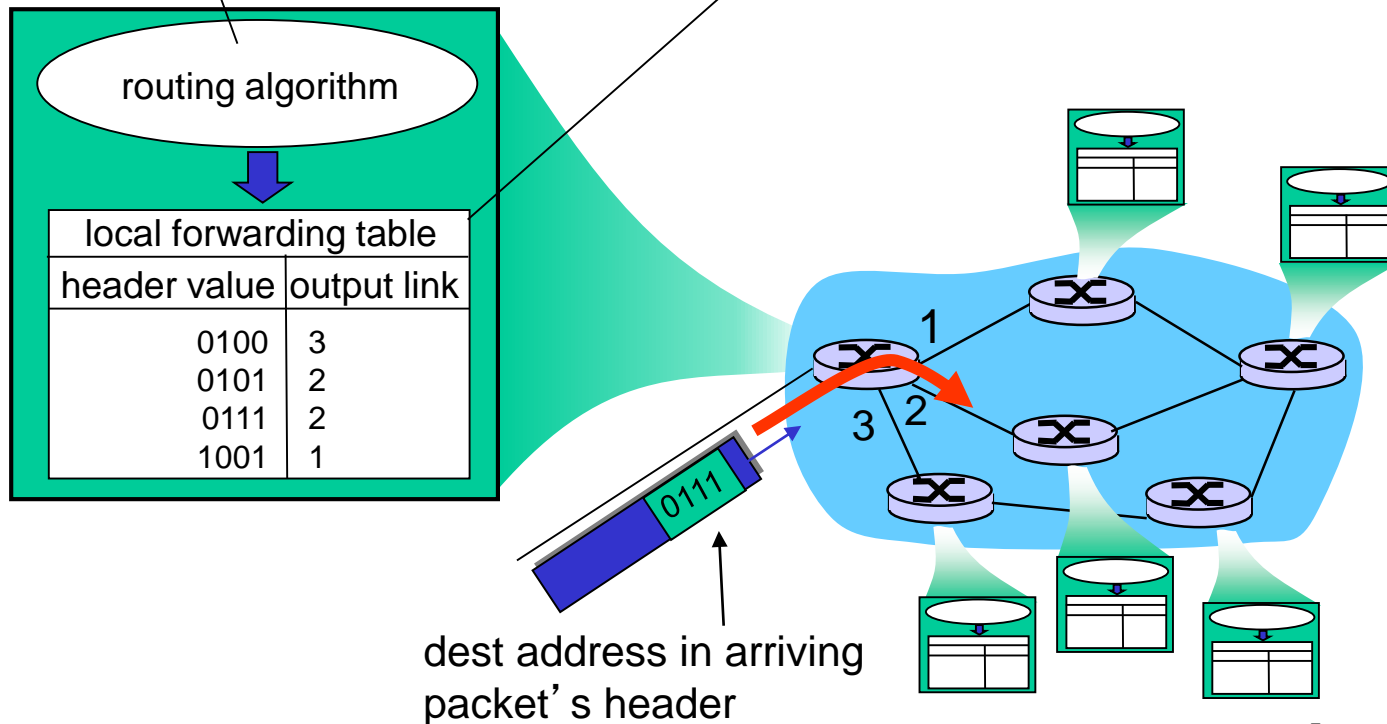 routing algorithm
local forwarding table
header value output link
0100 3
0101 2
0111 2
1001 1
1
2
3
0111
dest address in arriving
packet’s header